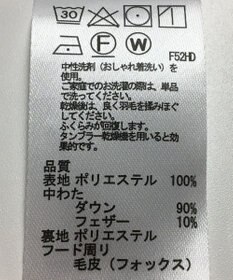 30
F W
F52HD
中性洗剤（おしゃれ着洗い）を
使用。
ご家庭でのお洗濯の際は、単品
で洗ってください。
乾燥後は、良く羽毛を揉みほぐ
してください。
ふくらみが回復します。
タンブラー乾燥機を用いると効
果的です。
品質
表地 ポリエステル 100%
中わた
ダウン 90%
フェザー 10%
裏地 ポリエステル
フード周り
毛皮（フォックス）